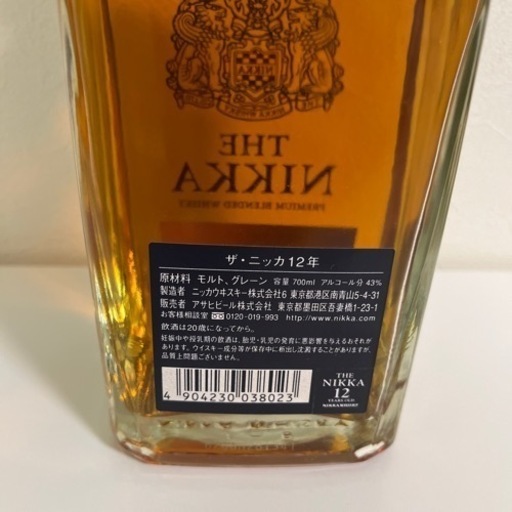 THE
NIKKA
PREMIUM BLENDED WHISKY
ザ・ニッカ12年
原材料 モルト、グレーン 容量 700ml アルコール分 43%
製造者 ニッカウヰスキー株式会社6 東京都港区南青山5-4-31
販売者 アサヒビール株式会社 東京都墨田区吾妻橋1-23-1
お客様相談室 0120-019-993 http://www.nikka.com
飲酒は20歳になってから。
妊娠中や授乳期の飲酒は、胎児・乳児の発育に悪影響を与えるおそれが
あります。ウイスキー成分等が保存中に析出し沈澱することがありますが、
品質上問題ございません。
4 904230 038023
THE
NIKKA
12
YEARS OLD